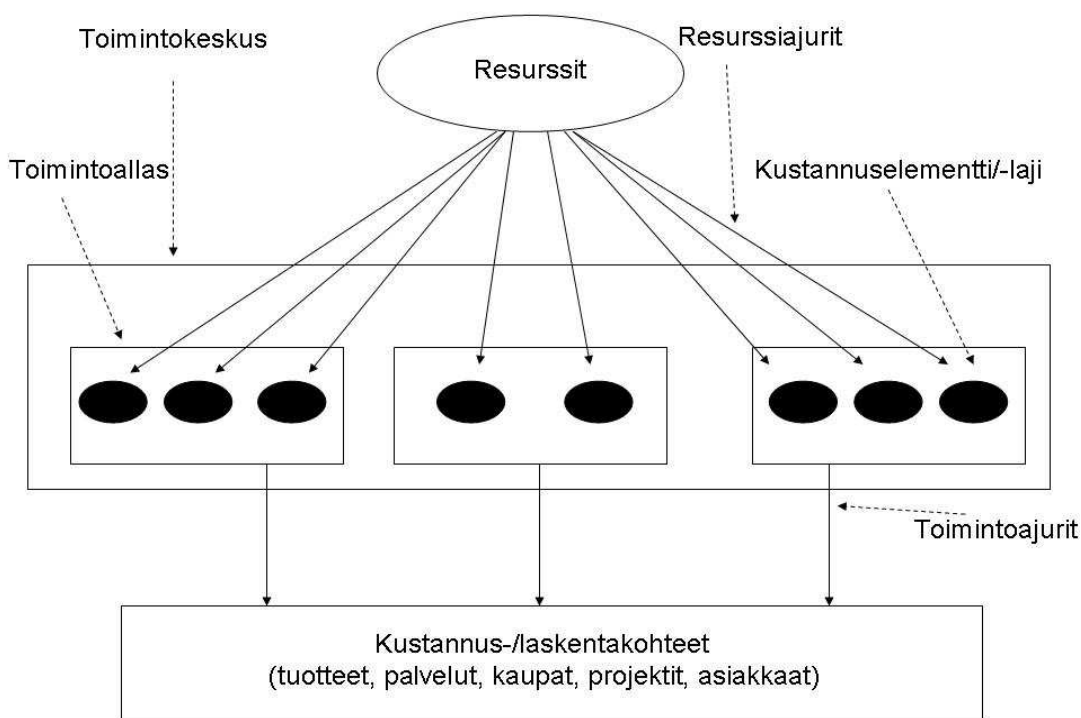 Toimintokeskus
Resurssiajurit
Resurssit
Toimintoallas
Kustannuselementti/-laji
Toimintoajurit
Kustannus-/laskentakohteet
(tuotteet, palvelut, kaupat, projektit, asiakkaat)